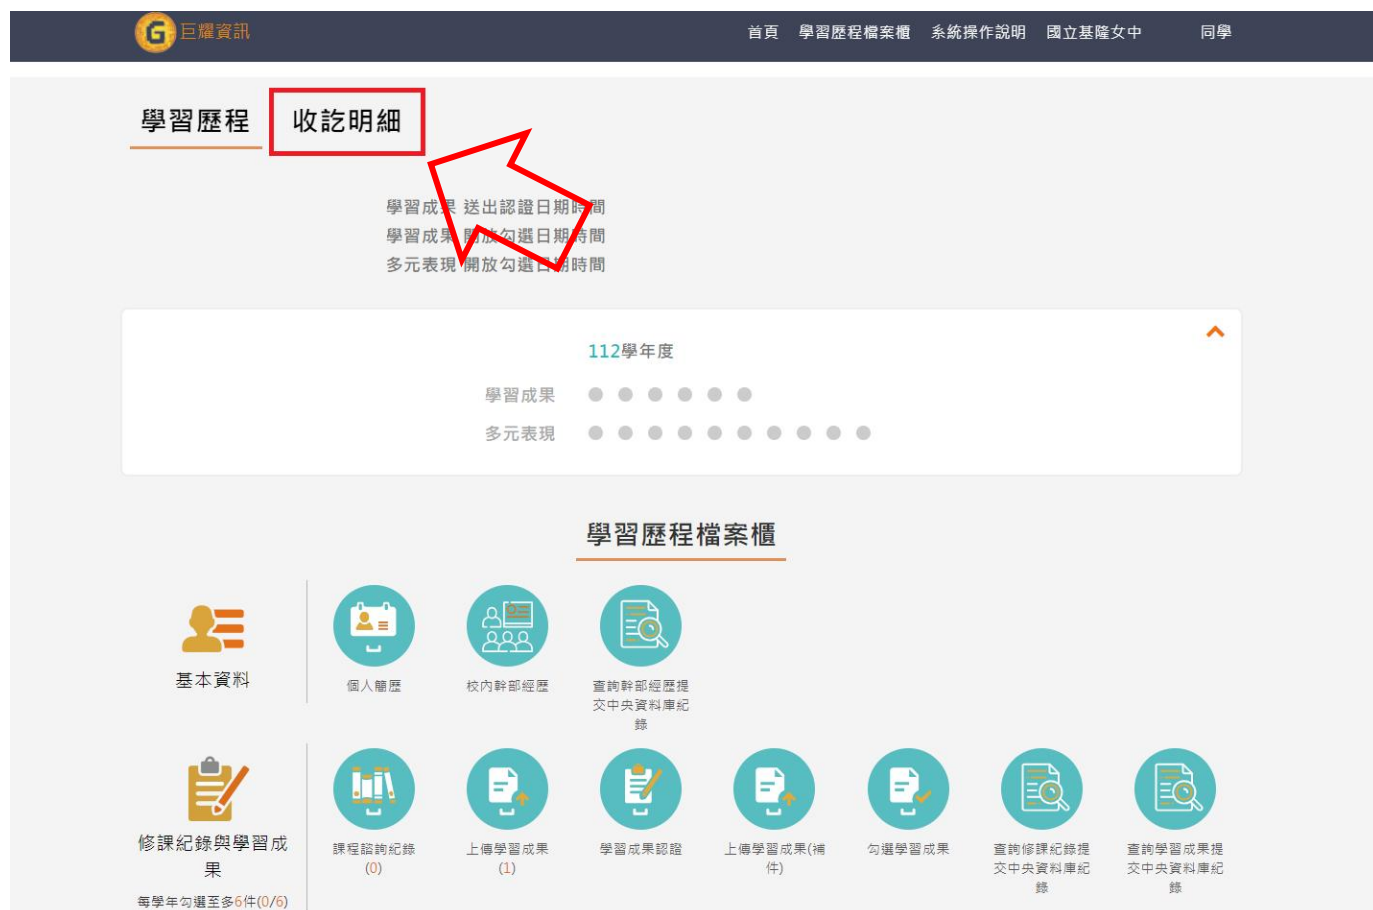 巨耀資訊
首頁 學習歷程檔案櫃 系統操作說明 國立基隆女中 同學
學習歷程 收訖明細
學習成果 送出認證日期時間
學習成果 開放勾選日期時間
多元表現 開放勾選日期時間
112學年度
學習成果
多元表現
學習歷程檔案櫃
基本資料
個人簡歷
校內幹部經歷
查詢幹部經歷提
交中央資料庫紀
錄
修課紀錄與學習成
果
每學年勾選至多6件(0/6)
課程諮詢紀錄
(0)
上傳學習成果
(1)
學習成果認證
上傳學習成果(補
件)
勾選學習成果
查詢修課紀錄提
交中央資料庫紀
錄
查詢學習成果提
交中央資料庫紀
錄